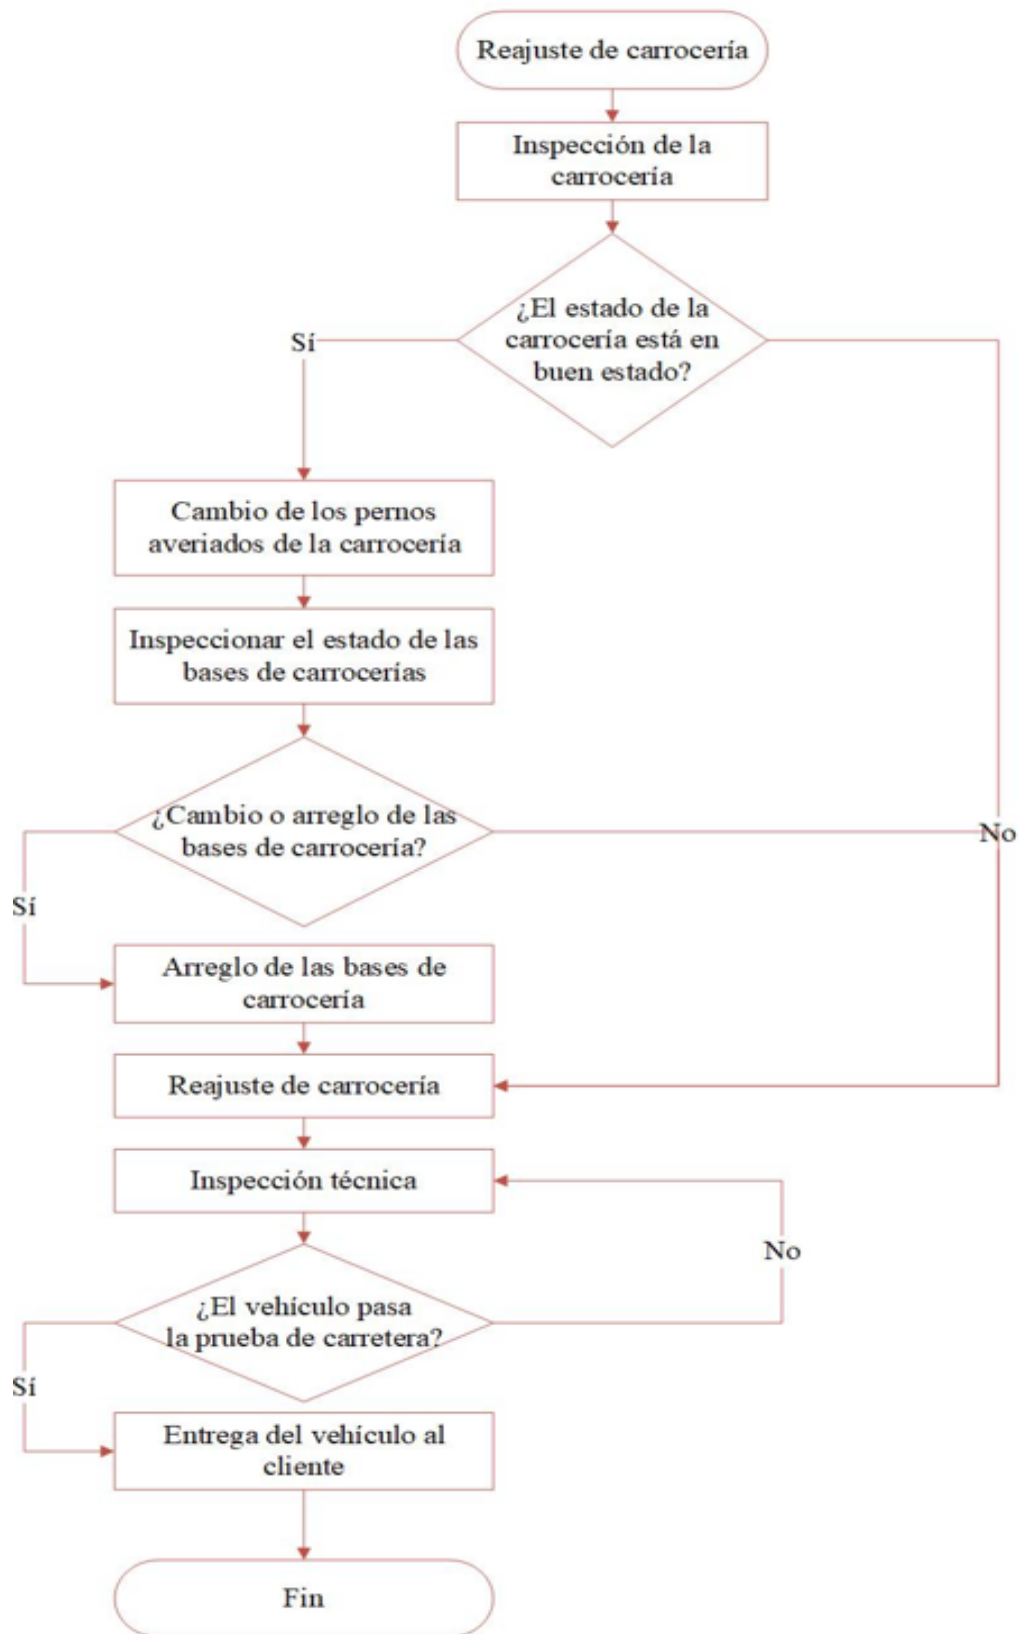 Reajuste de carrocería
Inspección de la
carrocería
¿El estado de la
carrocería está en
buen estado?
Sí
Cambio de los pernos
averiados de la carrocería
Inspeccionar el estado de las
bases de carrocerías
¿Cambio o arreglo de las
bases de carrocería?
No
Sí
Arreglo de las bases de
carrocería
Reajuste de carrocería
Inspección técnica
No
¿El vehículo pasa
la prueba de carretera?
Sí
Entrega del vehículo al
cliente
Fin